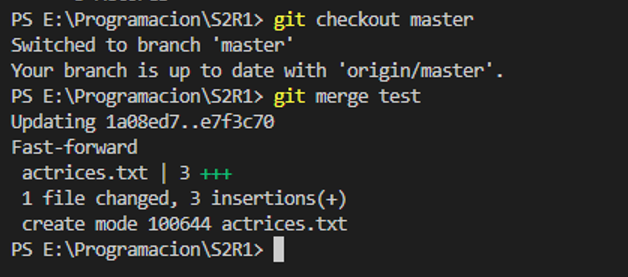 PS E:\Programacion\S2R1> git checkout master
Switched to branch 'master'
Your branch is up to date with 'origin/master'.
PS E:\Programacion\S2R1> git merge test
Updating 1a08ed7..e7f3c70
Fast-forward
actrices.txt | 3 +++
1 file changed, 3 insertions(+)
create mode 100644 actrices.txt
PS E:\Programacion\S2R1>